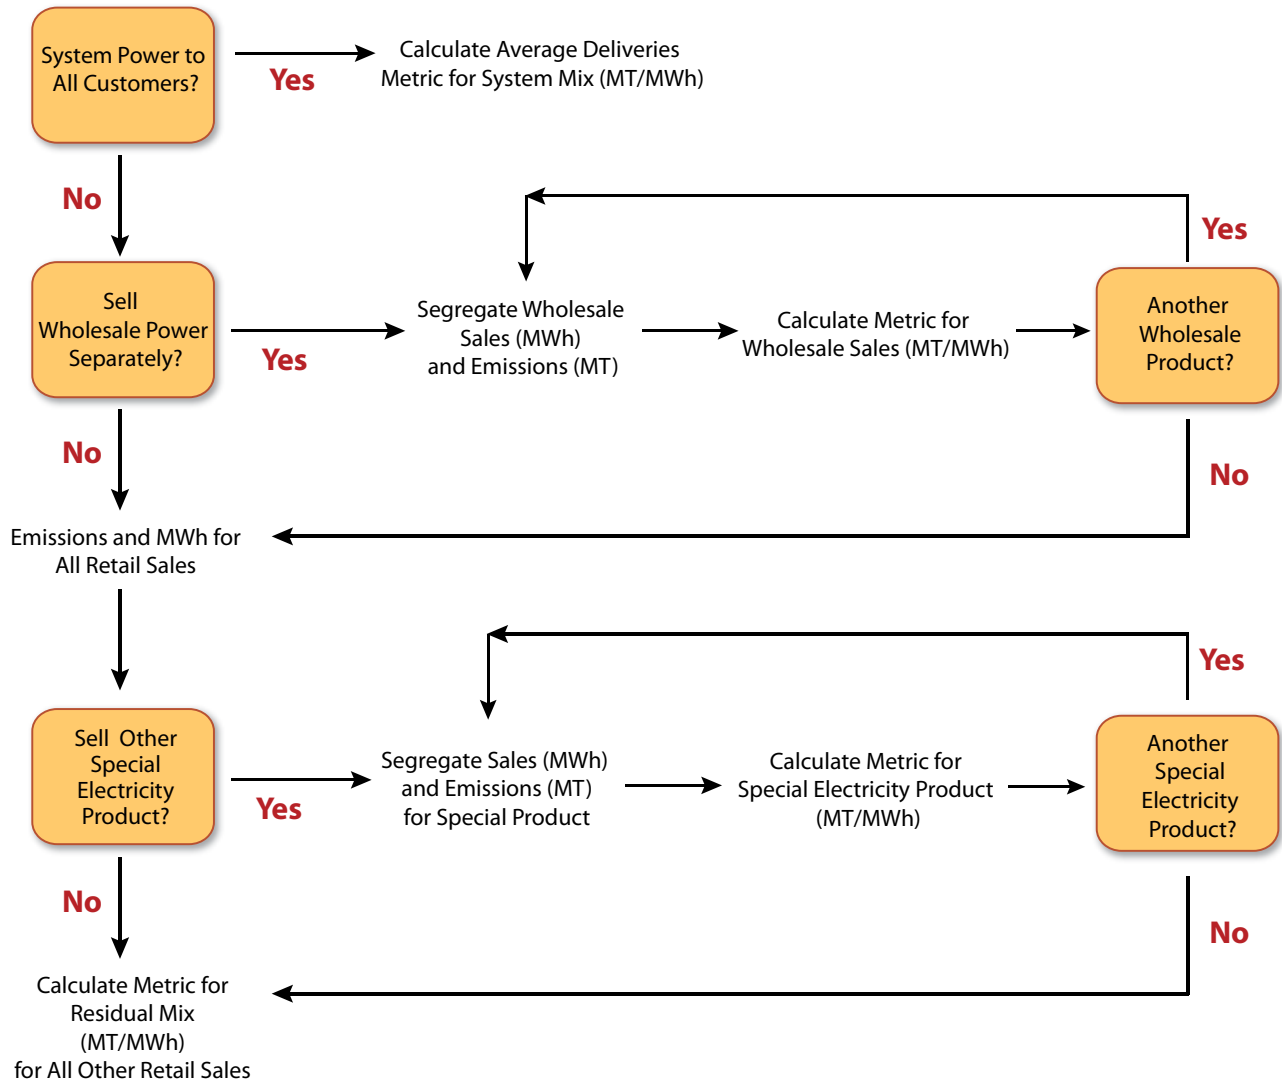 System Power to
All Customers?
Yes
Calculate Average Deliveries
Metric for System Mix (MT/MWh)
No
Yes
Sell
Wholesale Power
Separately?
Yes
Segregate Wholesale
Sales (MWh)
and Emissions (MT)
Calculate Metric for
Wholesale Sales (MT/MWh)
Another
Wholesale
Product?
No
No
Emissions and MWh for
All Retail Sales
Yes
Sell Other
Special
Electricity
Product?
Yes
Segregate Sales (MWh)
and Emissions (MT)
for Special Product
Calculate Metric for
Special Electricity Product
(MT/MWh)
Another
Special
Electricity
Product?
No
No
Calculate Metric for
Residual Mix
(MT/MWh)
for All Other Retail Sales